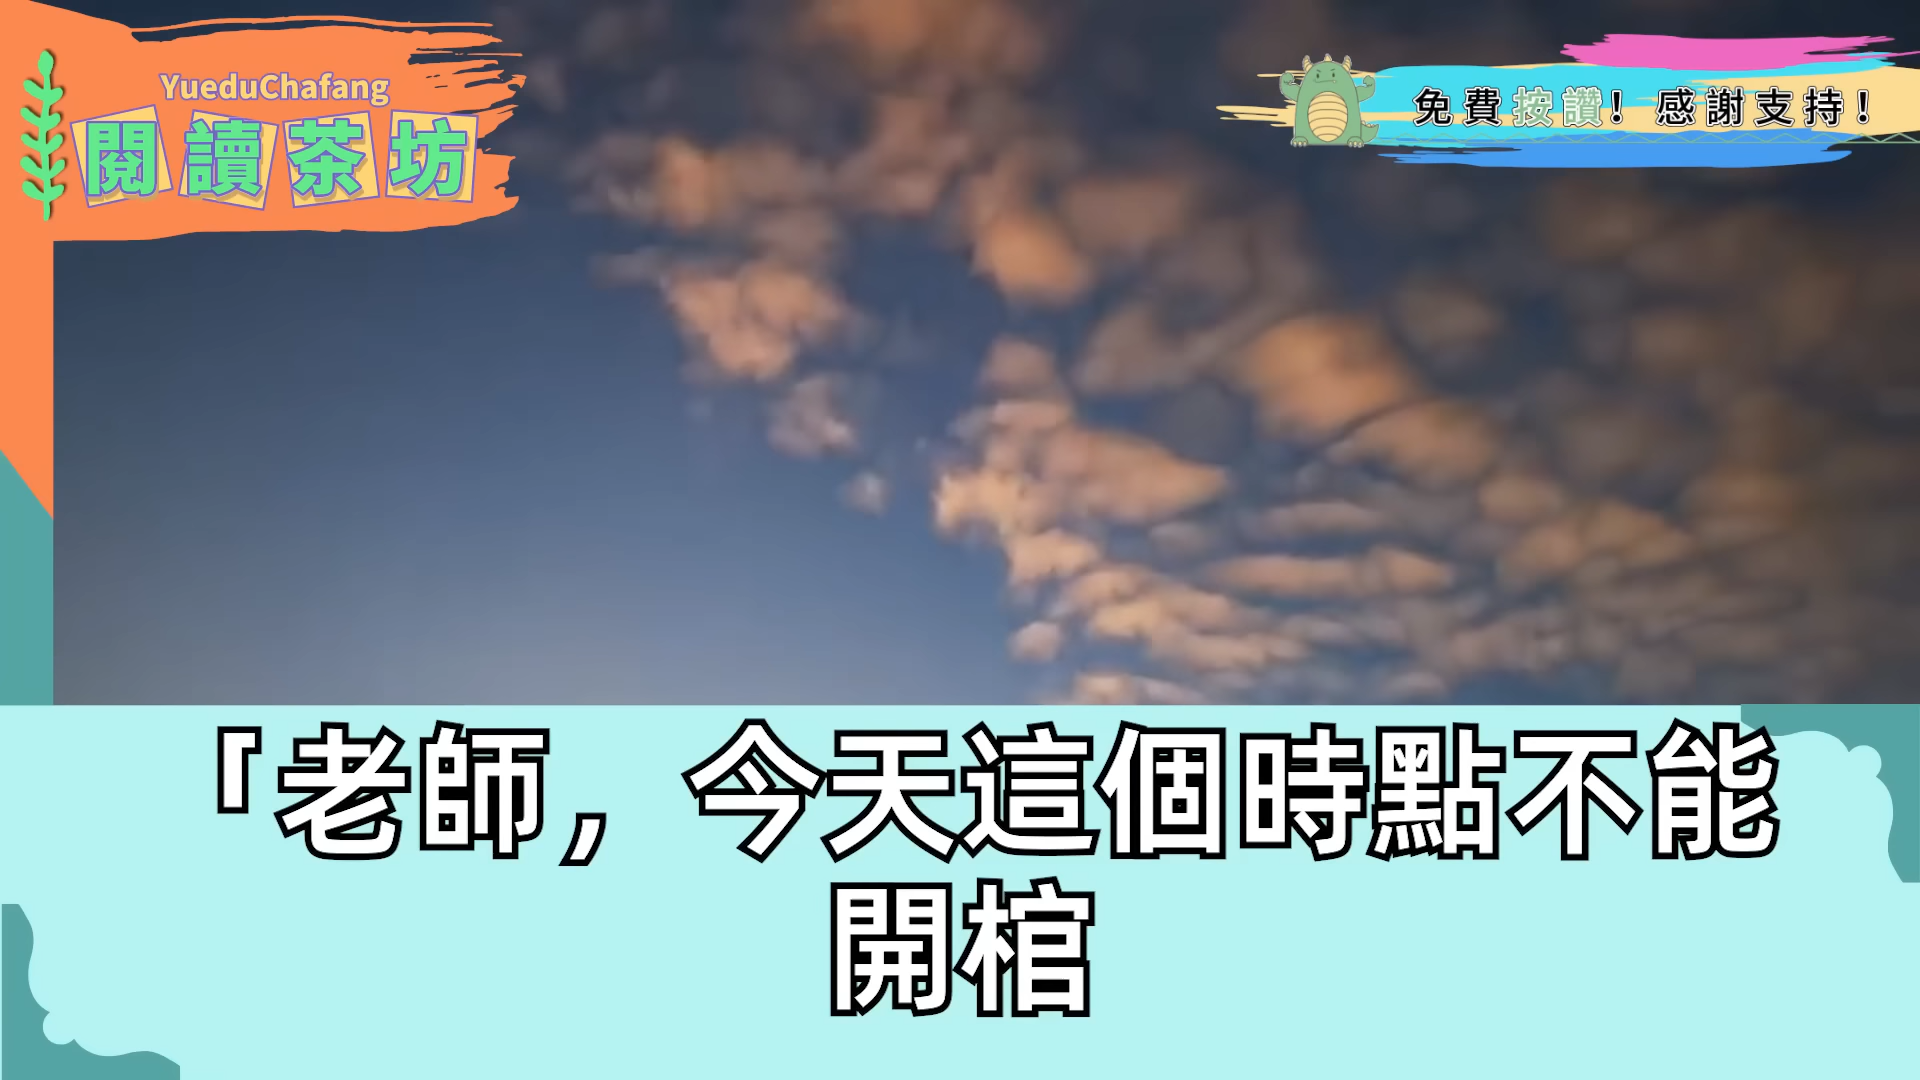 YueduChafang
閱讀茶坊
免費按讚！感謝支持！
「老師，今天這個時點不能
開棺